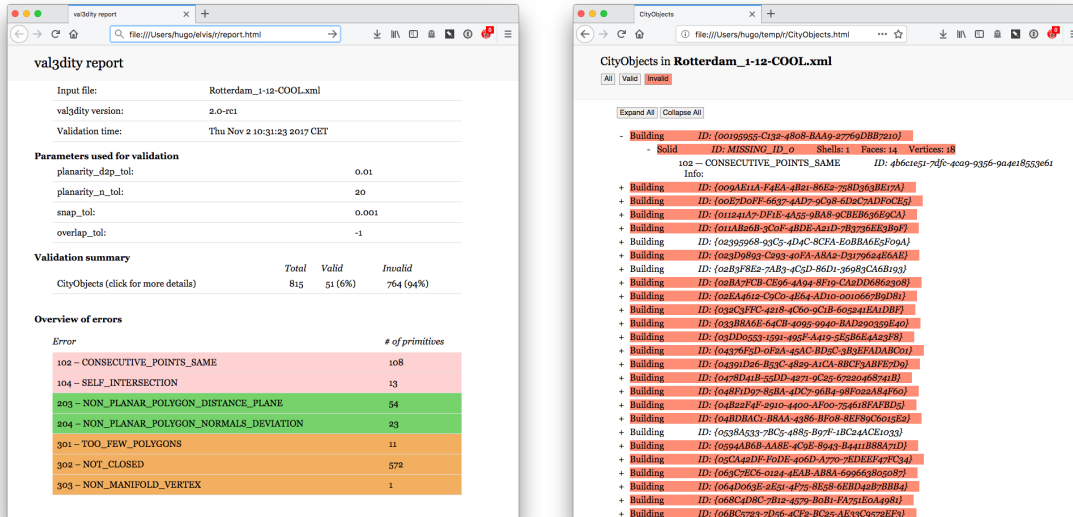 val3dity report
file:///Users/hugo/elvis/r/report.html
val3dity report
Input file: Rotterdam_1-12-COOL.xml
val3dity version: 2.0-rc1
Validation time: Thu Nov 2 10:31:23 2017 CET
Parameters used for validation
planarity_d2p_tol: 0.01
planarity_n_tol: 20
snap_tol: 0.001
overlap_tol: -1
Validation summary
Total Valid Invalid
CityObjects (click for more details) 815 51 (6%) 764 (94%)
Overview of errors
Error # of primitives
102 – CONSECUTIVE_POINTS_SAME 108
104 – SELF_INTERSECTION 13
203 – NON_PLANAR_POLYGON_DISTANCE_PLANE 54
204 – NON_PLANAR_POLYGON_NORMALS_DEVIATION 23
301 – TOO_FEW_POLYGONS 11
302 – NOT_CLOSED 572
303 – NON_MANIFOLD_VERTEX 1
CityObjects
file:///Users/hugo/temp/r/CityObjects.html
CityObjects in Rotterdam_1-12-COOL.xml
All Valid Invalid
Expand All Collapse All
- Building ID: {00195955-C132-4808-BAA9-27769DBB7210}
- Solid ID: MISSING_ID_0 Shells: 1 Faces: 14 Vertices: 18
102 – CONSECUTIVE_POINTS_SAME ID: 4b6c1e51-7dfc-4ca9-9356-9a4e18553e61
Info:
+ Building ID: {009AE11A-F4EA-4B21-86E2-758D363BE17A}
+ Building ID: {00E7D0FF-6637-4AD7-9C98-6D2C7ADF0CE5}
+ Building ID: {011241A7-DF1E-4A55-9BA8-9CBEB636E9CA}
+ Building ID: {011AB26B-3C0F-4BDE-A21D-7B3736EE3B9F}
+ Building ID: {02395968-93C5-4D4C-8CFA-E0BBA6E5F09A}
+ Building ID: {023D9893-C293-40FA-A8A2-D3179624E6AE}
+ Building ID: {02B3F8E2-7AB3-4C5D-86D1-36983CA6B193}
+ Building ID: {02BA7FCB-CE96-4A94-8F19-CA2DD6862308}
+ Building ID: {02EA4612-C9C0-4E64-AD10-0010667B9D81}
+ Building ID: {032C3FFC-4218-4C60-9C1B-605241EA1DBF}
+ Building ID: {033B8A6E-64CB-4095-9940-BAD290359E40}
+ Building ID: {03DD0553-1591-495F-A419-5E5B6E4A23F8}
+ Building ID: {04376F5D-0F2A-45AC-BD5C-3B3EFADABC01}
+ Building ID: {04391D26-B53C-4829-A1CA-8BCF3ABFE7D9}
+ Building ID: {0478D41B-55DD-4271-9C25-67220468741B}
+ Building ID: {048F1D97-85BA-4DC7-96B4-98F022A84F60}
+ Building ID: {04B22F4F-2910-4400-AF00-754618FAFBD5}
+ Building ID: {04BDBAC1-B8AA-4386-BF08-8EF89C6015E2}
+ Building ID: {0538A533-7BC5-4885-B97F-1BC24ACE1033}
+ Building ID: {0594AB6B-AA8E-4C9E-8943-B4411B88A71D}
+ Building ID: {05CA42DF-F0DE-406D-A770-7EDEEF47FC34}
+ Building ID: {063C7EC6-0124-4EAB-AB8A-699663805087}
+ Building ID: {064D063E-2E51-4F75-8E58-6EBD42B7BBB4}
+ Building ID: {068C4D8C-7B12-4579-B0B1-FA751E0A4981}
+ Building ID: {06BC5723-7D56-4CF2-BC25-AE33C9572EF3}